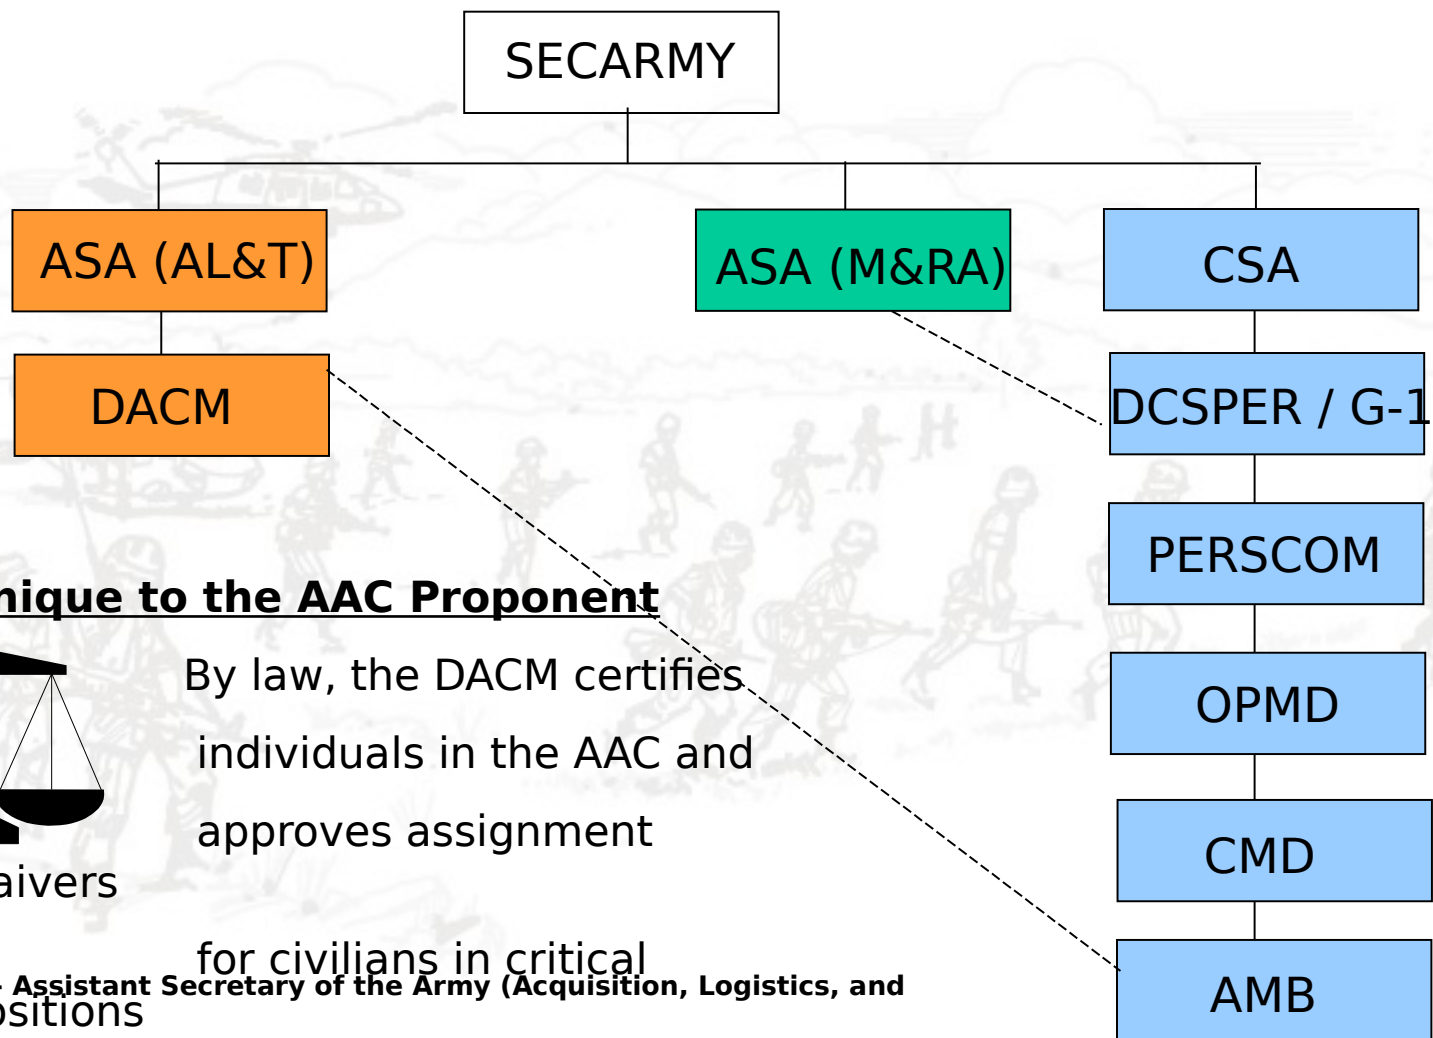 SECARMY
ASA (AL&T)
ASA (M&RA)
CSA
DACM
DCSPER / G-1
PERSCOM
nique to the AAC Proponent
By law, the DACM certifies
individuals in the AAC and
OPMD
approves assignment
aivers
CMD
for civilians in critical
- Assistant Secretary of the Army (Acquisition, Logistics, and
ositions
AMB